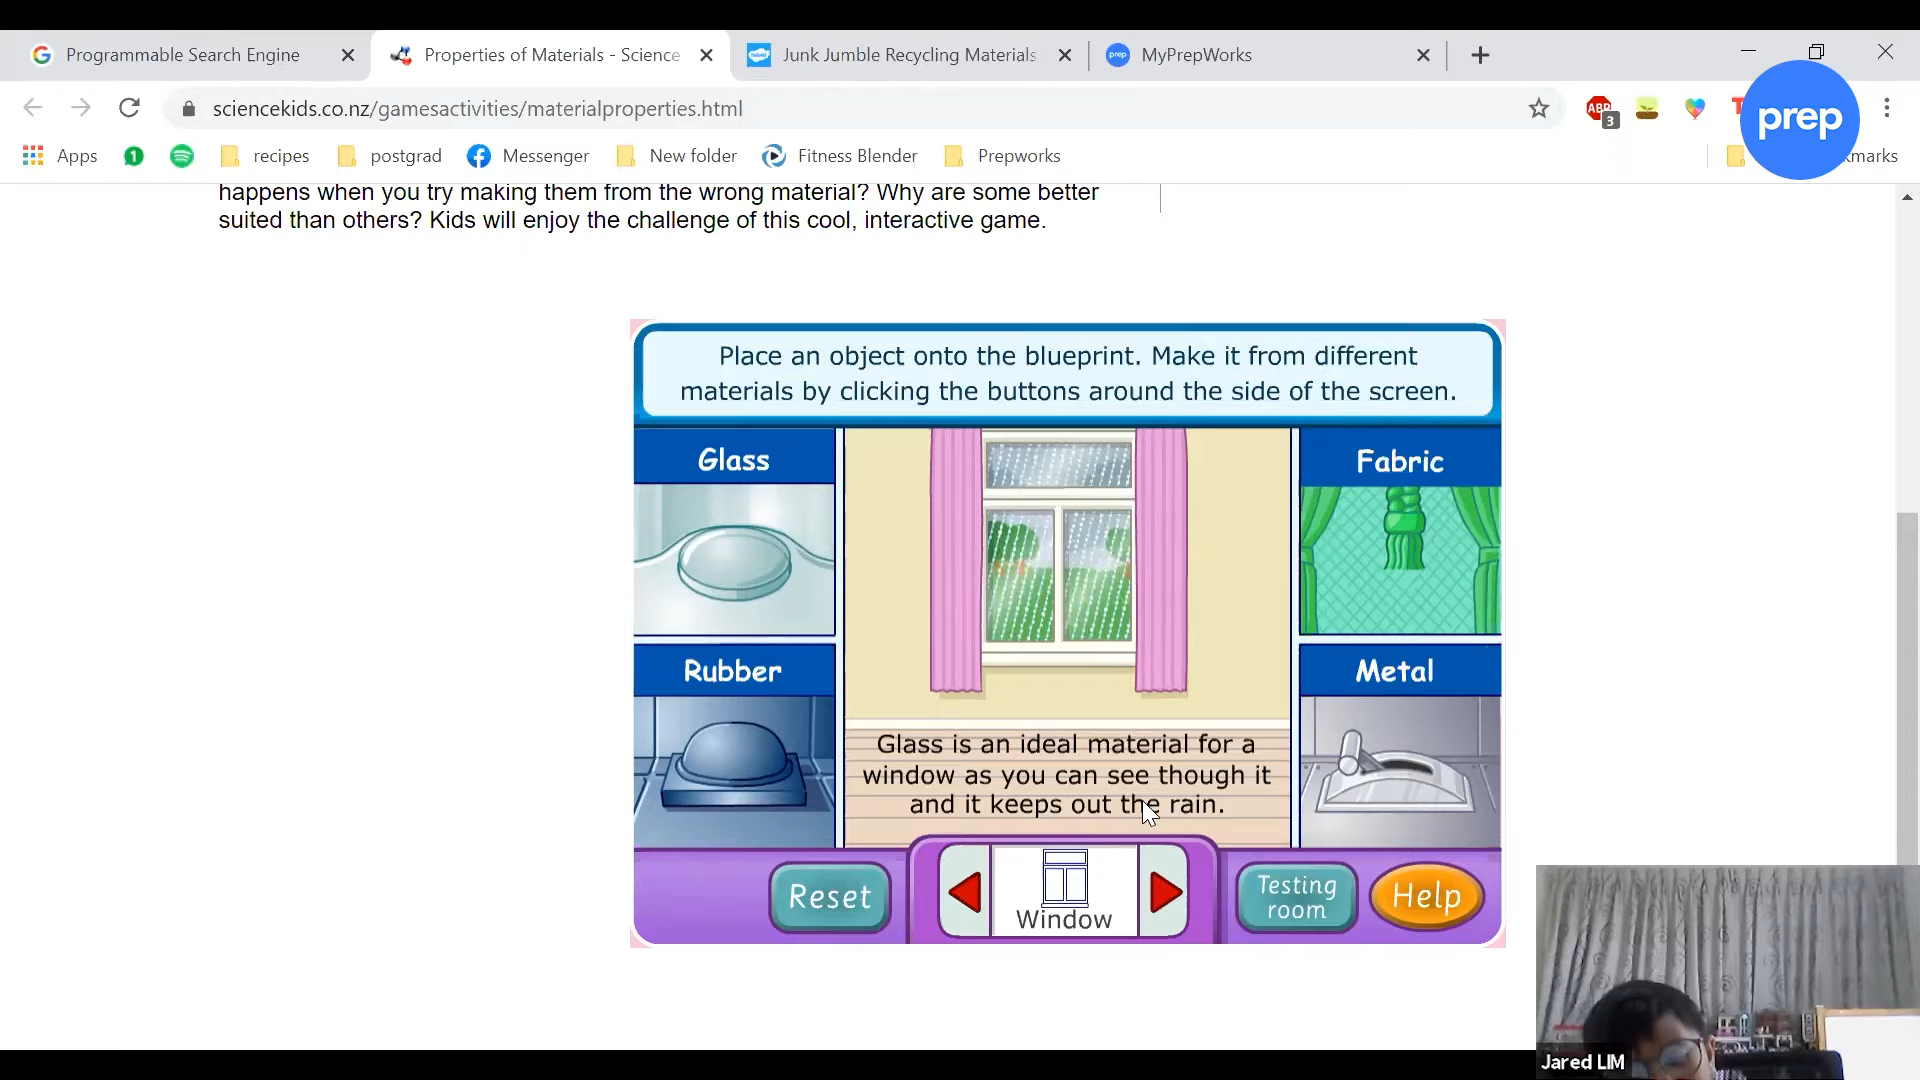 Programmable Search Engine
Properties of Materials - Science
Junk Jumble Recycling Materials
prep MyPrepWorks
sciencekids.co.nz/gamesactivities/materialproperties.html
ABP
3
prep
Apps
1
recipes
postgrad
Messenger
New folder
Fitness Blender
Prepworks
kmarks
happens when you try making them from the wrong material? Why are some better
suited than others? Kids will enjoy the challenge of this cool, interactive game.
Place an object onto the blueprint. Make it from different
materials by clicking the buttons around the side of the screen.
Glass
Fabric
Rubber
Metal
Glass is an ideal material for a
window as you can see though it
and it keeps out the rain.
Reset
Window
Testing
room
Help
Jared LIM